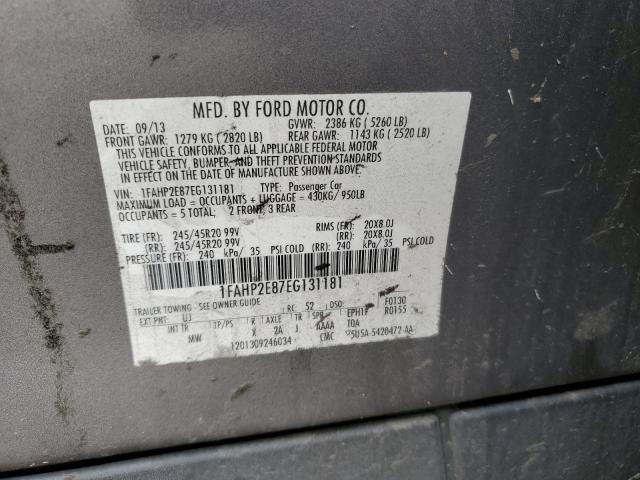 MFD. BY FORD MOTOR CO.
DATE: 09/13 GVWR: 2386 KG ( 5260 LB)
FRONT GAWR: 1279 KG ( 2820 LB) REAR GAWR: 1143 KG ( 2520 LB)
THIS VEHICLE CONFORMS TO ALL APPLICABLE FEDERAL MOTOR
VEHICLE SAFETY, BUMPER, AND THEFT PREVENTION STANDARDS
IN EFFECT ON THE DATE OF MANUFACTURE SHOWN ABOVE.
VIN: 1FAHP2E87EG131181 TYPE: Passenger Car
MAXIMUM LOAD = OCCUPANTS + LUGGAGE = 430KG/ 950LB
OCCUPANTS = 5 TOTAL: 2 FRONT, 3 REAR
TIRE (FR): 245/45R20 99V RIMS (FR): 20X8.0J
(RR): 245/45R20 99V (RR): 20X8.0J
PRESSURE (FR): 240 kPa/ 35 PSI COLD (RR): 240 kPa/ 35 PSI COLD
1FAHP2E87EG131181
TRAILER TOWING - SEE OWNER GUIDE RC: 52 DSO: F0130
EXT PNT: UJ R0155
INT TR TP/PS R AXLE TR SPR EPH1F
MW X 2A J AAAA TOA
1201309246034 CMC 5U5A-5420472-AA